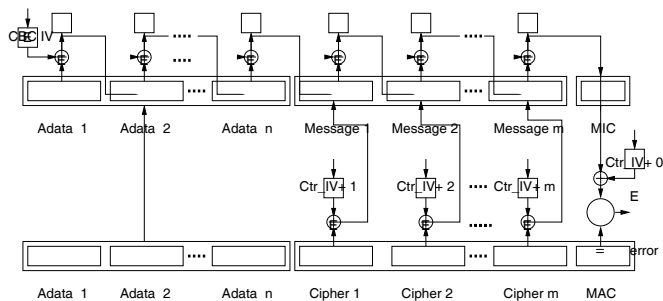 CBC IV
E
E E E E E E
Adata 1 Adata 2 Adata n Message 1 Message 2 Message m MIC
Ctr_IV+ 0
Ctr_IV+ 1 Ctr_IV+ 2 Ctr_IV+ m
E
E E E
= error
Adata 1 Adata 2 Adata n Cipher 1 Cipher 2 Cipher m MAC